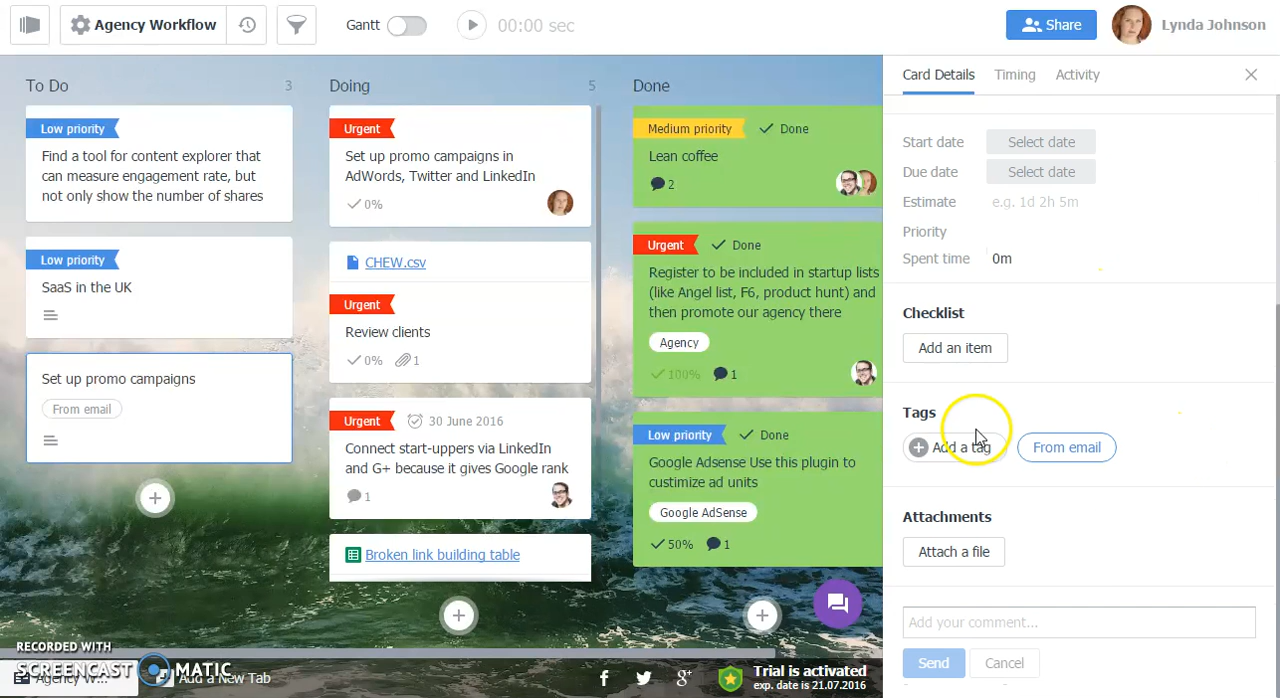 Agency Workflow
Gantt
00:00 sec
Share
Lynda Johnson
To Do
3
Low priority
Find a tool for content explorer that
can measure engagement rate, but
not only show the number of shares
Low priority
SaaS in the UK
Set up promo campaigns
From email
Doing
5
Urgent
Set up promo campaigns in
AdWords, Twitter and LinkedIn
0%
CHEW.csv
Urgent
Review clients
0% 1
Urgent 30 June 2016
Connect start-uppers via LinkedIn
and G+ because it gives Google rank
1
Broken link building table
Done
Medium priority Done
Lean coffee
2
Urgent Done
Register to be included in startup lists
(like Angel list, F6, product hunt) and
then promote our agency there
Agency
100% 1
Low priority Done
Google Adsense Use this plugin to
custimize ad units
Google AdSense
50% 1
Card Details Timing Activity
Start date Select date
Due date Select date
Estimate e.g. 1d 2h 5m
Priority
Spent time 0m
Checklist
Add an item
Tags
Add a tag From email
Attachments
Attach a file
Add your comment...
Send Cancel
RECORDED WITH
SCREENCAST MATIC
Agency W...
Add a New Tab
f g+
Trial is activated
exp. date is 21.07.2016